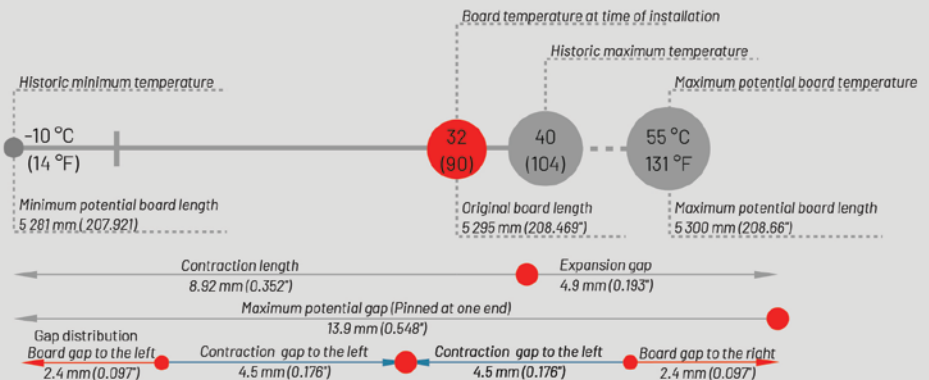 Board temperature at time of installation
Historic maximum temperature
Historic minimum temperature
Maximum potential board temperature
-10 °C
(14 °F)
32
(90)
40
(104)
55 °C
131 °F
Minimum potential board length
5 281 mm (207.921)
Original board length
5 295 mm (208.469")
Maximum potential board length
5 300 mm (208.66")
Contraction length
8.92 mm (0.352")
Expansion gap
4.9 mm (0.193")
Maximum potential gap (Pinned at one end)
13.9 mm (0.548")
Gap distribution
Board gap to the left
2.4 mm (0.097")
Contraction gap to the left
4.5 mm (0.176")
Contraction gap to the left
4.5 mm (0.176")
Board gap to the right
2.4 mm (0.097")